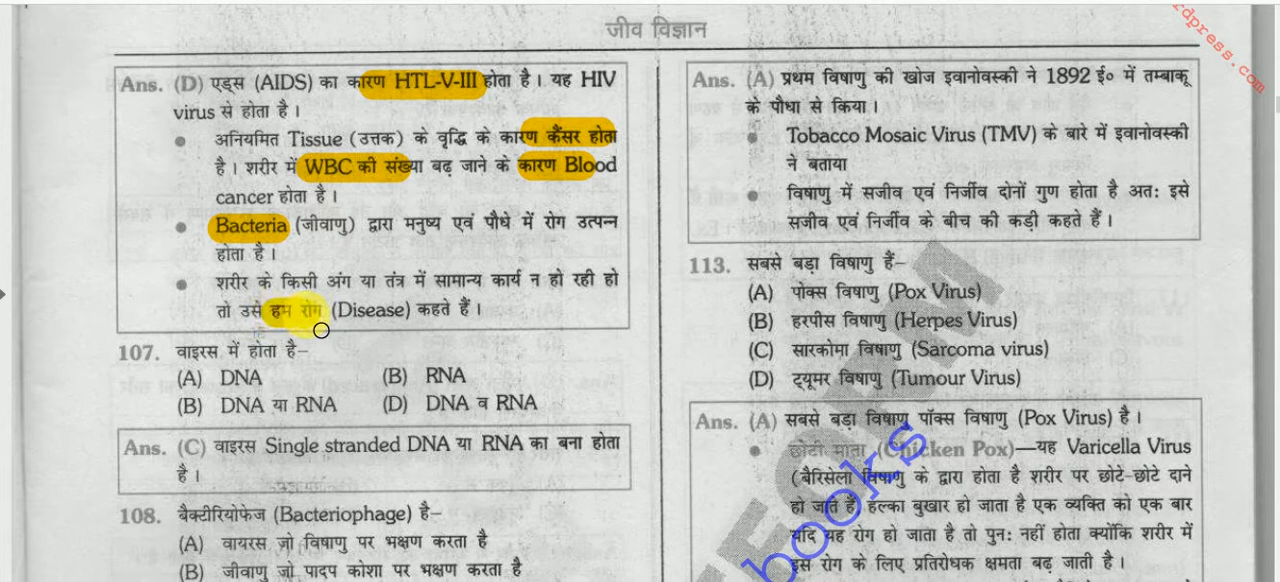 जीव विज्ञान
rdpress.com
Ans. (D) एड्स (AIDS) का कारण HTL-V-III होता है। यह HIV
virus से होता है।
● अनियमित Tissue (उत्तक) के वृद्धि के कारण कैंसर होता
है। शरीर में WBC की संख्या बढ़ जाने के कारण Blood
cancer होता है।
● Bacteria (जीवाणु) द्वारा मनुष्य एवं पौधे में रोग उत्पन्न
होता है।
● शरीर के किसी अंग या तंत्र में सामान्य कार्य न हो रही हो
तो उसे हम रोग (Disease) कहते हैं।
107. वाइरस में होता है–
(A) DNA (B) RNA
(B) DNA या RNA (D) DNA व RNA
Ans. (C) वाइरस Single stranded DNA या RNA का बना होता
है।
108. बैक्टीरियोफेज (Bacteriophage) है–
(A) वायरस जो विषाणु पर भक्षण करता है
(B) जीवाणु जो पादप कोशा पर भक्षण करता है
Ans. (A) प्रथम विषाणु की खोज इवानोवस्की ने 1892 ई० में तम्बाकू
के पौधा से किया।
● Tobacco Mosaic Virus (TMV) के बारे में इवानोवस्की
ने बताया
● विषाणु में सजीव एवं निर्जीव दोनों गुण होता है अतः इसे
सजीव एवं निर्जीव के बीच की कड़ी कहते हैं।
113. सबसे बड़ा विषाणु हैं–
(A) पोक्स विषाणु (Pox Virus)
(B) हरपीस विषाणु (Herpes Virus)
(C) सारकोमा विषाणु (Sarcoma virus)
(D) ट्यूमर विषाणु (Tumour Virus)
Ans. (A) सबसे बड़ा विषाणु पॉक्स विषाणु (Pox Virus) है।
● छोटी माता (Chicken Pox)—यह Varicella Virus
(बैरिसेला विषाणु के द्वारा होता है शरीर पर छोटे-छोटे दाने
हो जाते हैं, हल्का बुखार हो जाता है एक व्यक्ति को एक बार
यदि यह रोग हो जाता है तो पुनः नहीं होता क्योंकि शरीर में
इस रोग के लिए प्रतिरोधक क्षमता बढ़ जाती है।
books